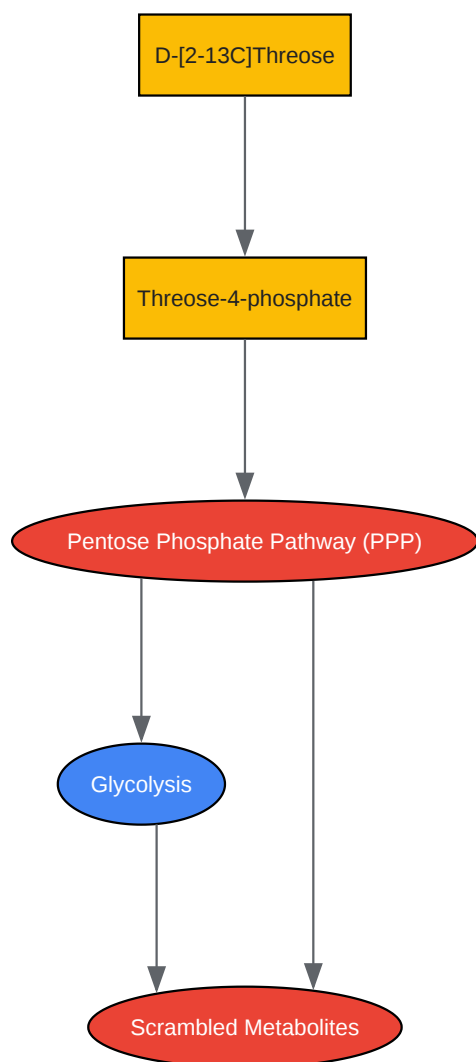 D-[2-13C]Threose
Threose-4-phosphate
Pentose Phosphate Pathway (PPP)
Glycolysis
Scrambled Metabolites